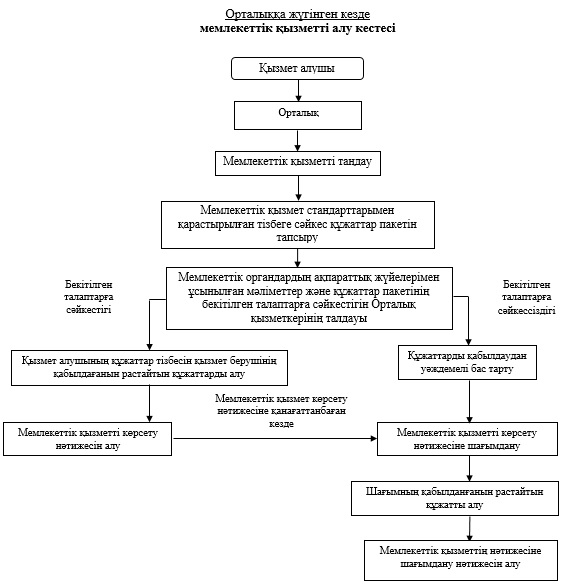 Орталыққа жүгінген кезде
мемлекеттік қызметті алу кестесі
Қызмет алушы
Орталық
Мемлекеттік қызметті таңдау
Мемлекеттік қызмет стандарттарымен
қарастырылған тізбеге сәйкес құжаттар пакетін
тапсыру
Бекітілген
талаптарға
сәйкестігі
Мемлекеттік органдардың ақпараттық жүйелерімен
ұсынылған мәліметтер және құжаттар пакетінің
бекітілген талаптарға сәйкестігін Орталық
қызметкерінің талдауы
Бекітілген
талаптарға
сәйкессіздігі
Қызмет алушының құжаттар тізбесін қызмет берушінің
қабылдағанын растайтын құжаттарды алу
Құжаттарды қабылдаудан
уәждемелі бас тарту
Мемлекеттік қызмет көрсету
нәтижесіне қанағаттанбаған
кезде
Мемлекеттік қызметті көрсету
нәтижесін алу
Мемлекеттік қызметті көрсету
нәтижесіне шағымдану
Шағымның қабылданғанын растайтын
құжатты алу
Мемлекеттік қызметтің нәтижесіне
шағымдану нәтижесін алу